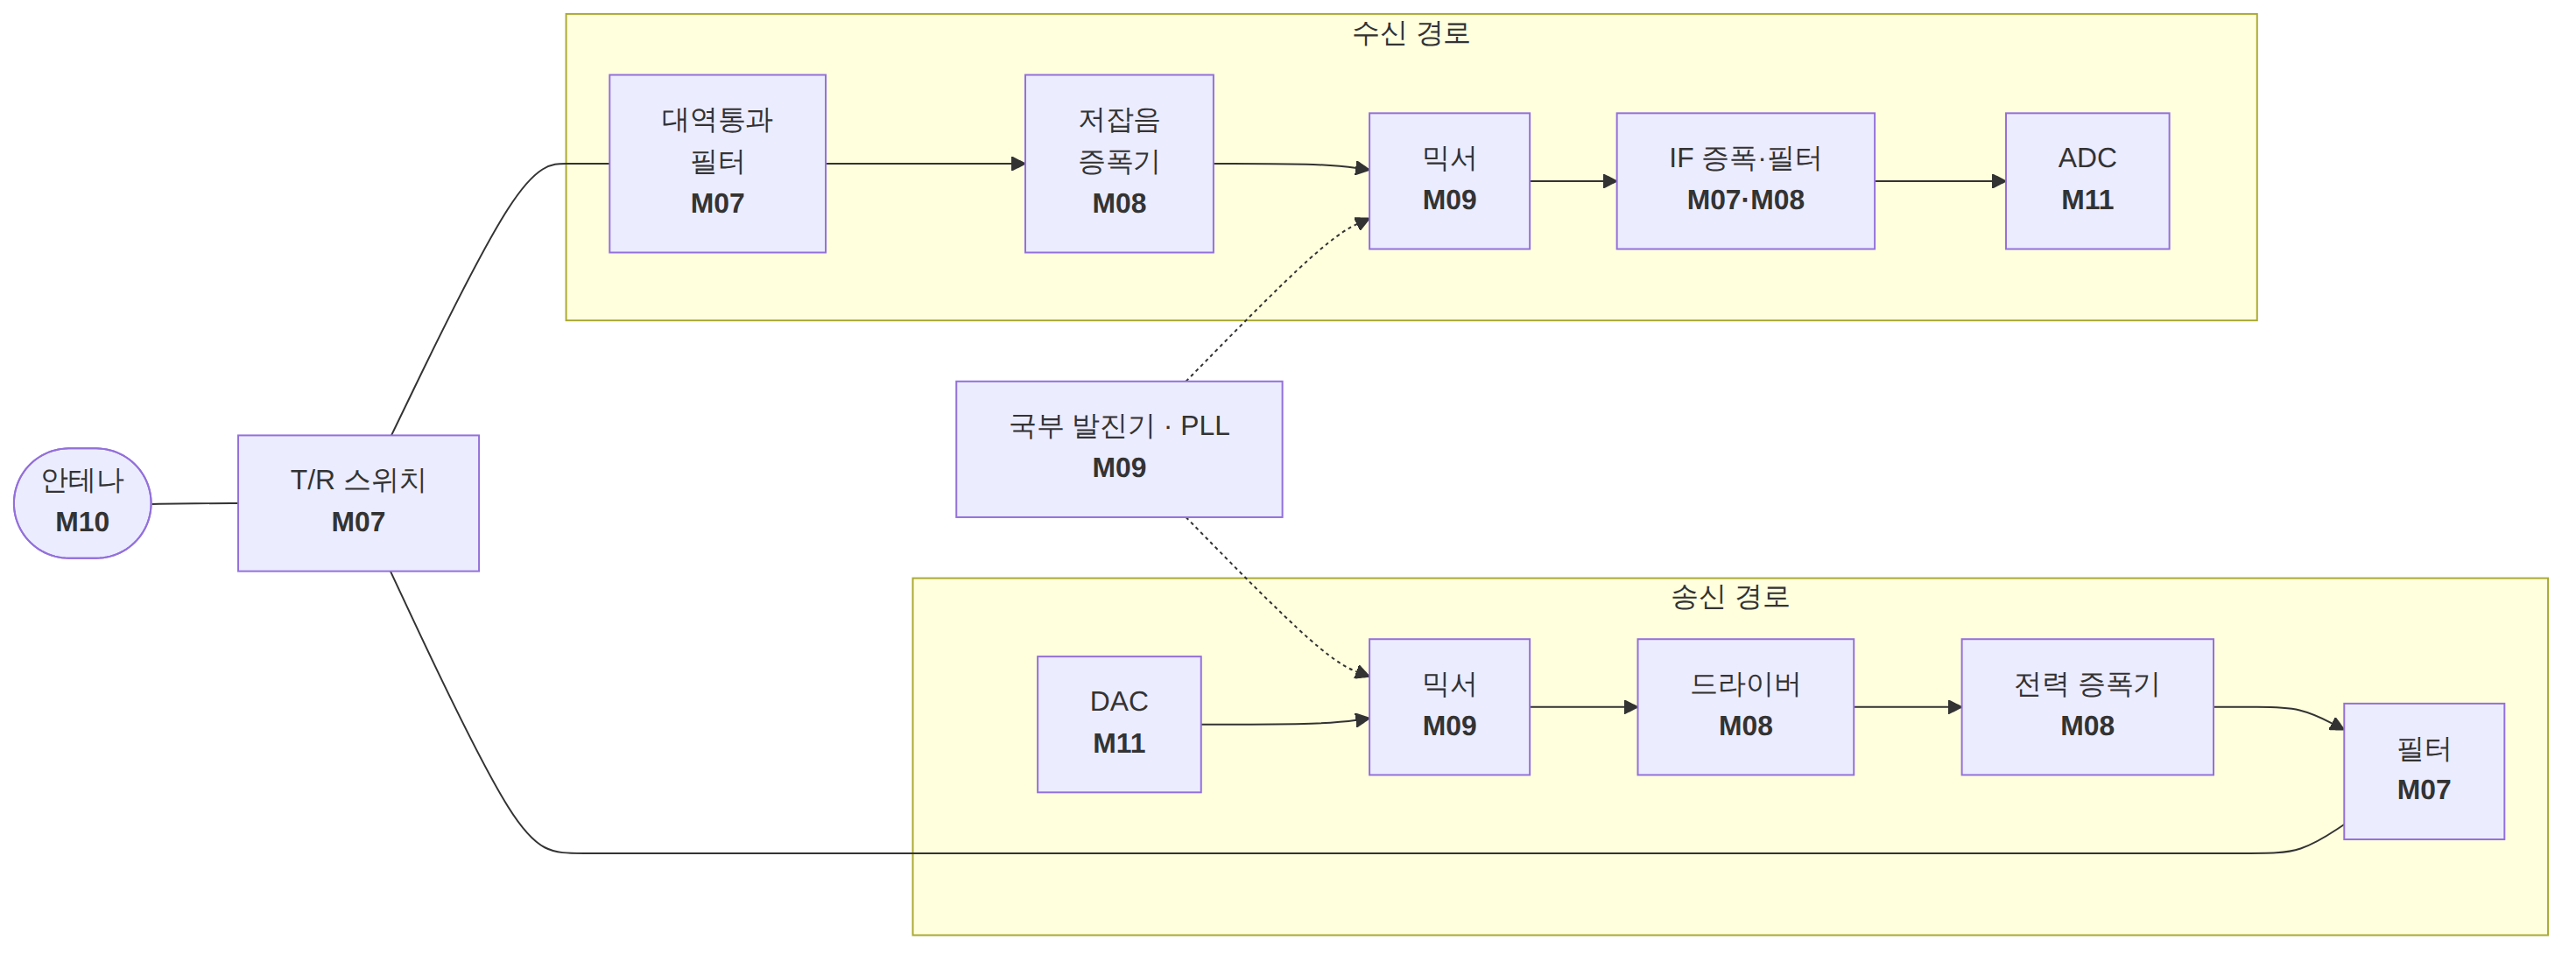 수신 경로
대역통과
필터
M07
저잡음
증폭기
M08
믹서
M09
IF 증폭·필터
M07·M08
ADC
M11
국부 발진기 · PLL
M09
안테나
M10
T/R 스위치
M07
송신 경로
DAC
M11
믹서
M09
드라이버
M08
전력 증폭기
M08
필터
M07